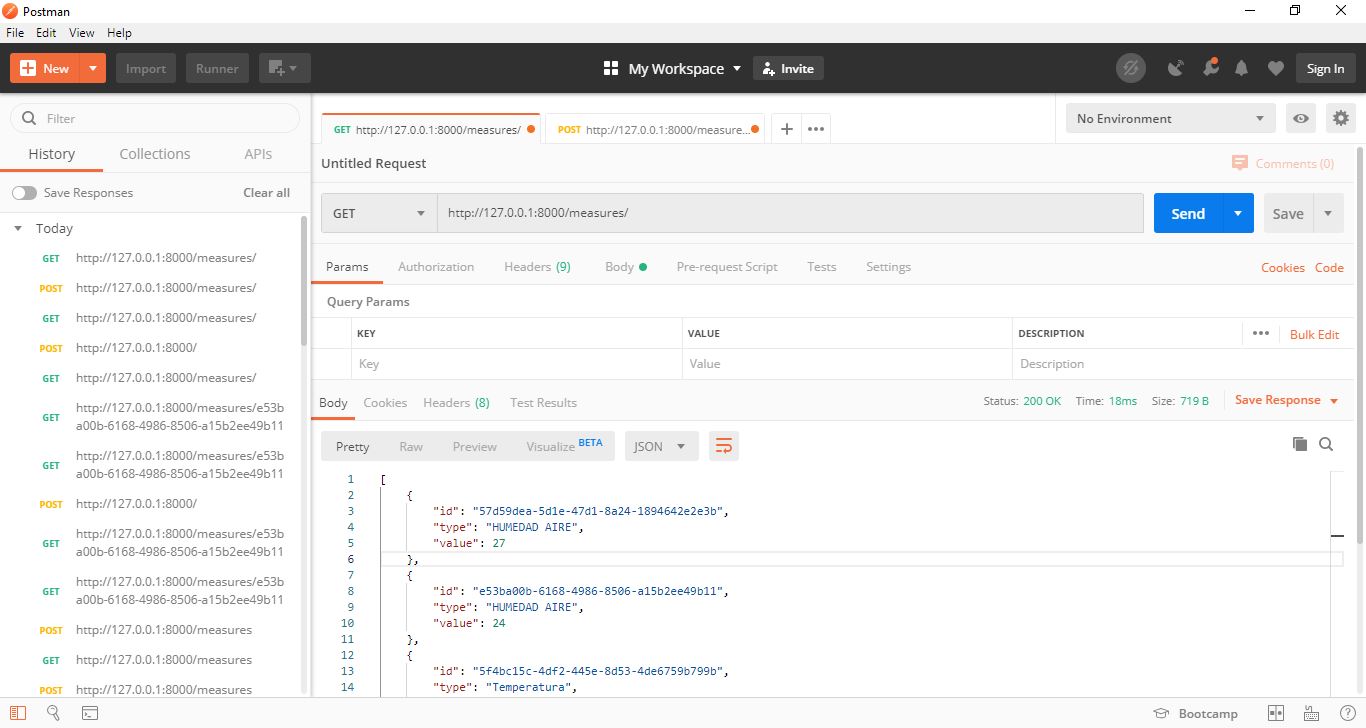 Postman
File Edit View Help
New Import Runner My Workspace Invite Sign In
Filter
History Collections APIs
Save Responses Clear all
Today
GET http://127.0.0.1:8000/measures/
POST http://127.0.0.1:8000/measures/
GET http://127.0.0.1:8000/measures/
POST http://127.0.0.1:8000/
GET http://127.0.0.1:8000/measures/
GET http://127.0.0.1:8000/measures/e53b
a00b-6168-4986-8506-a15b2ee49b11
GET http://127.0.0.1:8000/measures/e53b
a00b-6168-4986-8506-a15b2ee49b11
POST http://127.0.0.1:8000/
GET http://127.0.0.1:8000/measures/e53b
a00b-6168-4986-8506-a15b2ee49b11
GET http://127.0.0.1:8000/measures/e53b
a00b-6168-4986-8506-a15b2ee49b11
POST http://127.0.0.1:8000/measures
GET http://127.0.0.1:8000/measures
POST http://127.0.0.1:8000/measures
GET http://127.0.0.1:8000/measures/ POST http://127.0.0.1:8000/measure... No Environment
Untitled Request Comments (0)
GET http://127.0.0.1:8000/measures/ Send Save
Params Authorization Headers (9) Body Pre-request Script Tests Settings Cookies Code
Query Params
KEY VALUE DESCRIPTION Bulk Edit
Key Value Description
Body Cookies Headers (8) Test Results Status: 200 OK Time: 18ms Size: 719 B Save Response
Pretty Raw Preview Visualize BETA JSON
1 [
2 {
3 "id": "57d59dea-5d1e-47d1-8a24-1894642e2e3b",
4 "type": "HUMEDAD AIRE",
5 "value": 27
6 },
7 {
8 "id": "e53ba00b-6168-4986-8506-a15b2ee49b11",
9 "type": "HUMEDAD AIRE",
10 "value": 24
11 },
12 {
13 "id": "5f4bc15c-4df2-445e-8d53-4de6759b799b",
14 "type": "Temperatura",
Bootcamp